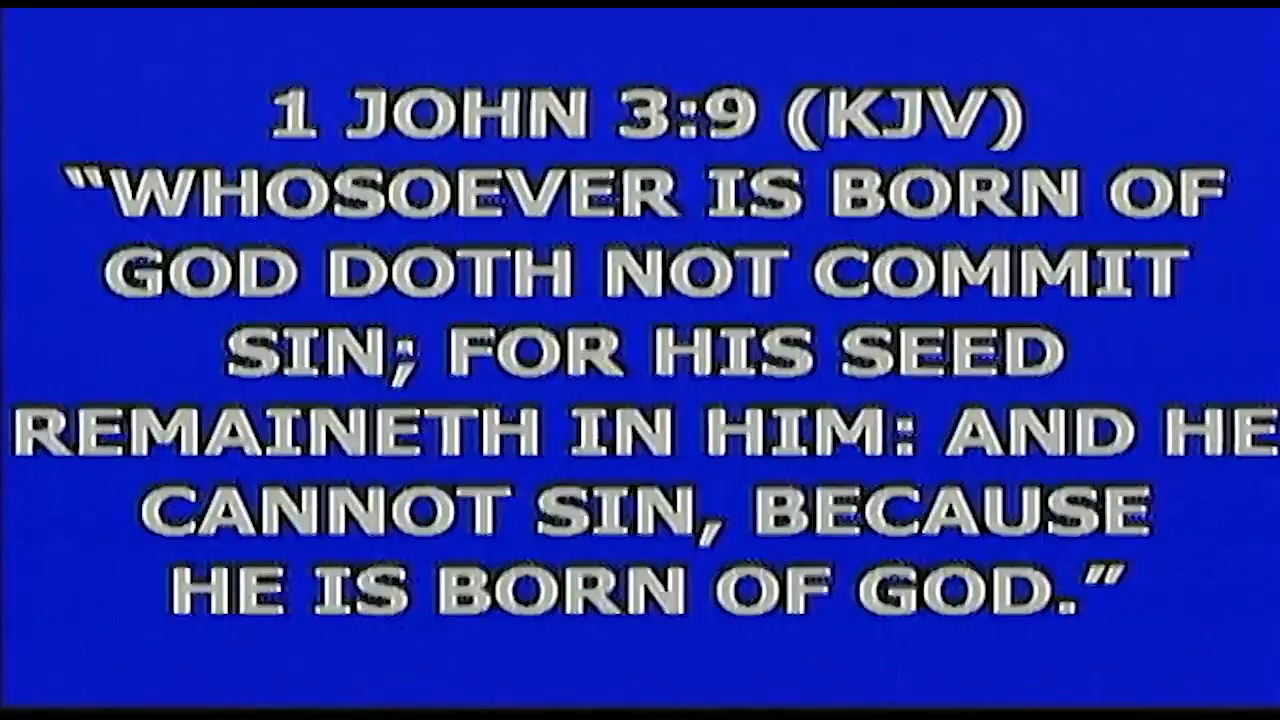 1 JOHN 3:9 (KJV)
“WHOSOEVER IS BORN OF
GOD DOTH NOT COMMIT
SIN; FOR HIS SEED
REMAINETH IN HIM: AND HE
CANNOT SIN, BECAUSE
HE IS BORN OF GOD.”